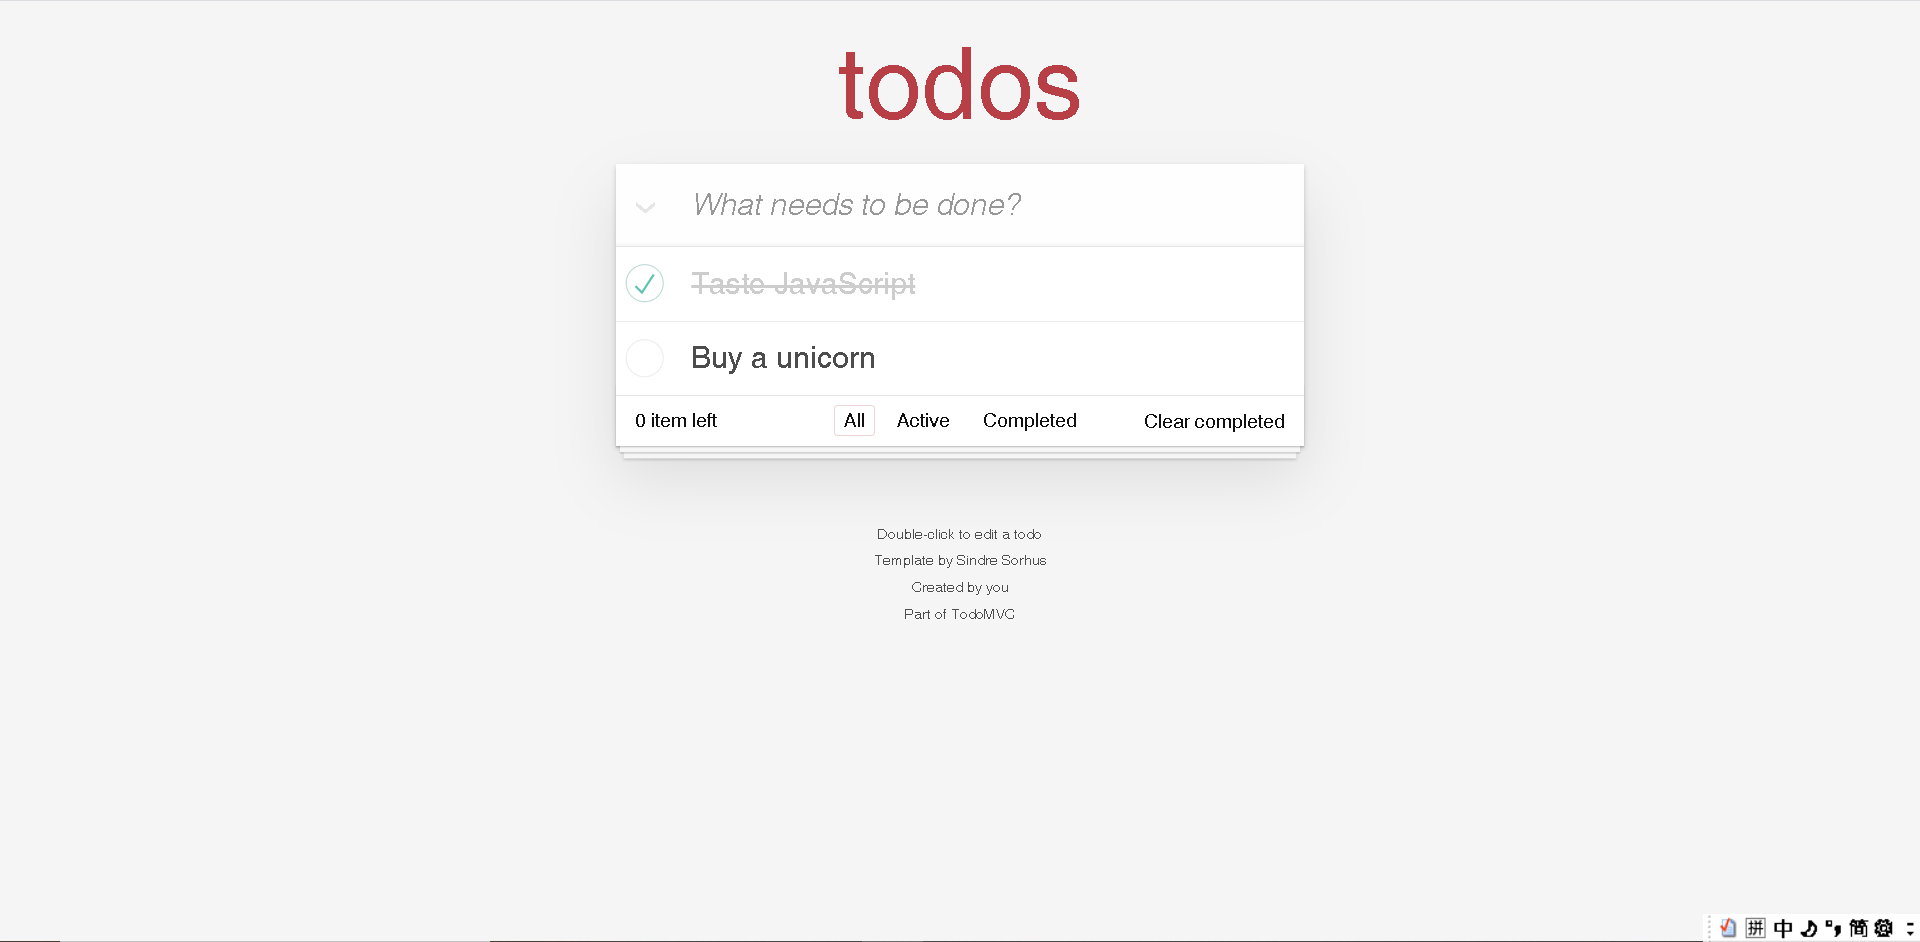 todos
What needs to be done?
Taste JavaScript
Buy a unicorn
0 item left All Active Completed Clear completed
Double-click to edit a todo
Template by Sindre Sorhus
Created by you
Part of TodoMVC
拼 中 简